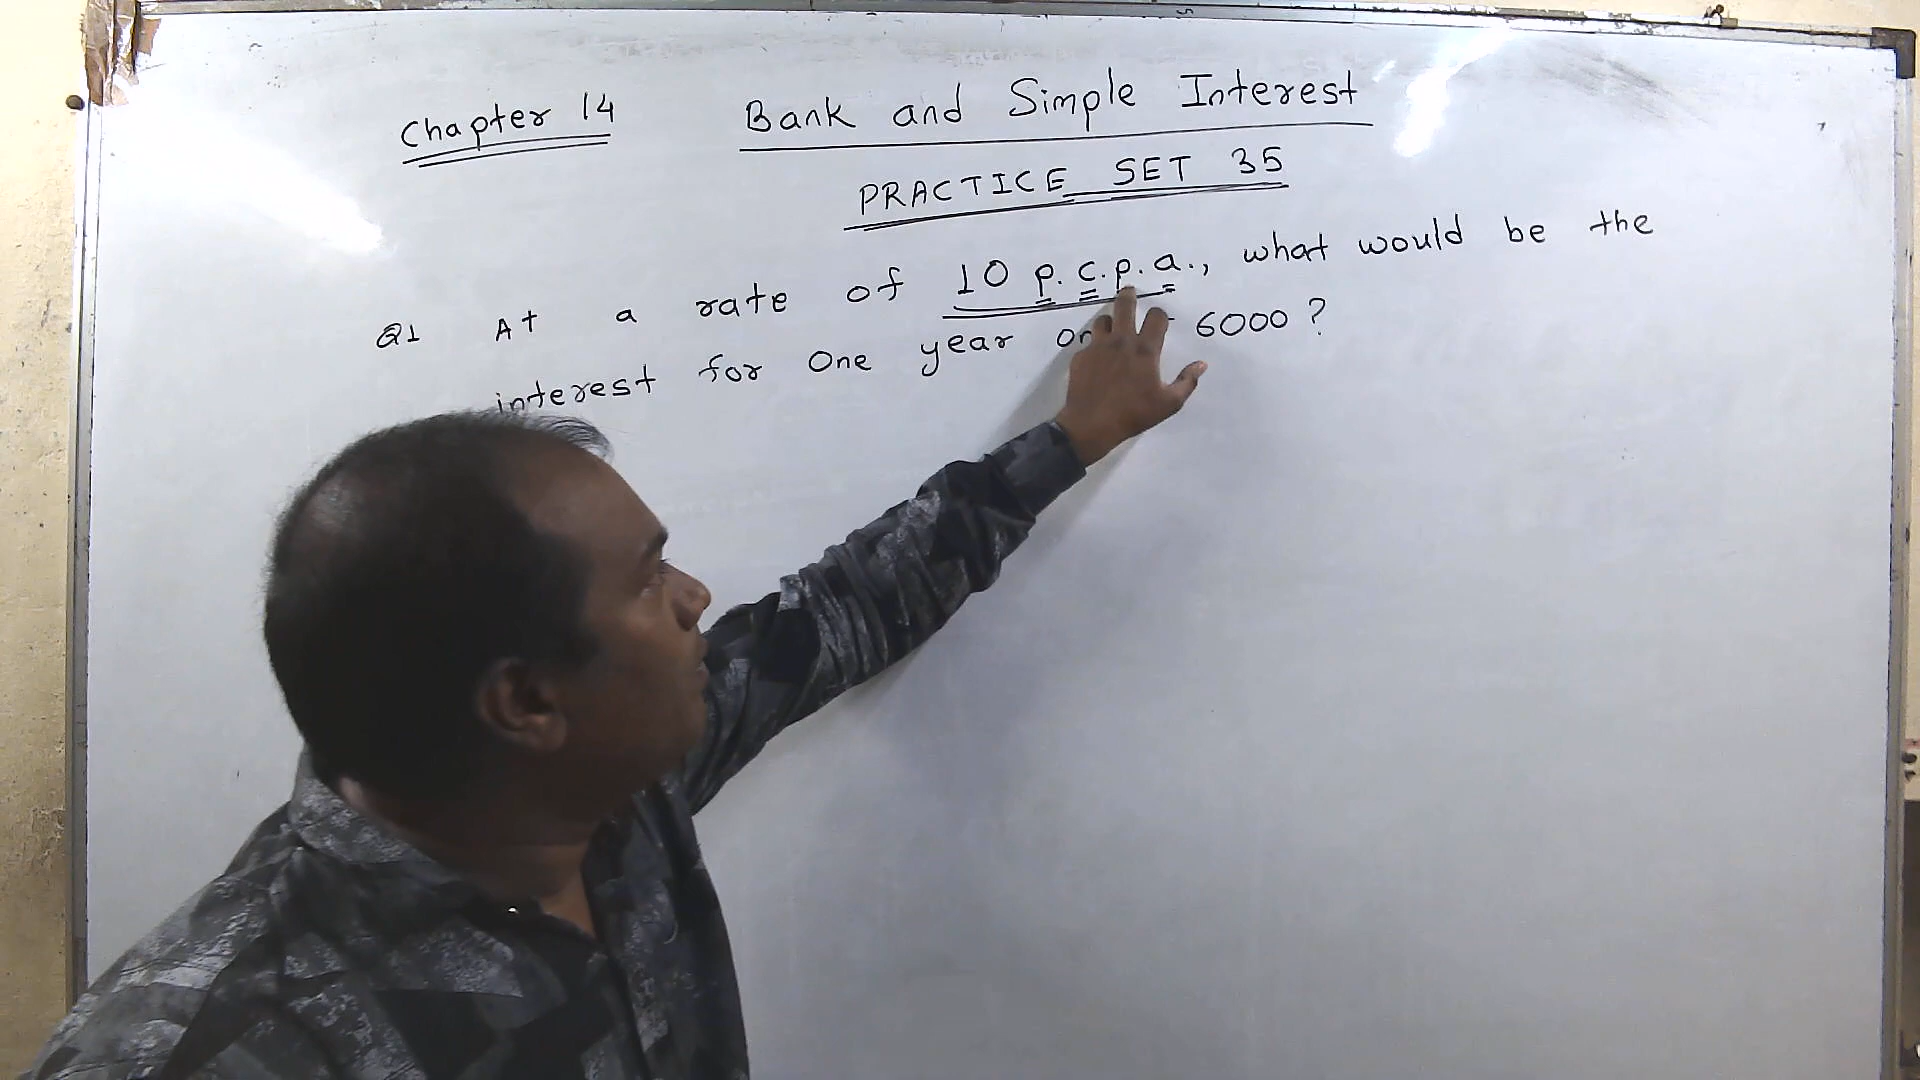 Chapter 14 Bank and Simple Interest
PRACTICE SET 35
Q1 At a rate of 10 p.c.p.a., what would be the
interest for One year on 6000 ?